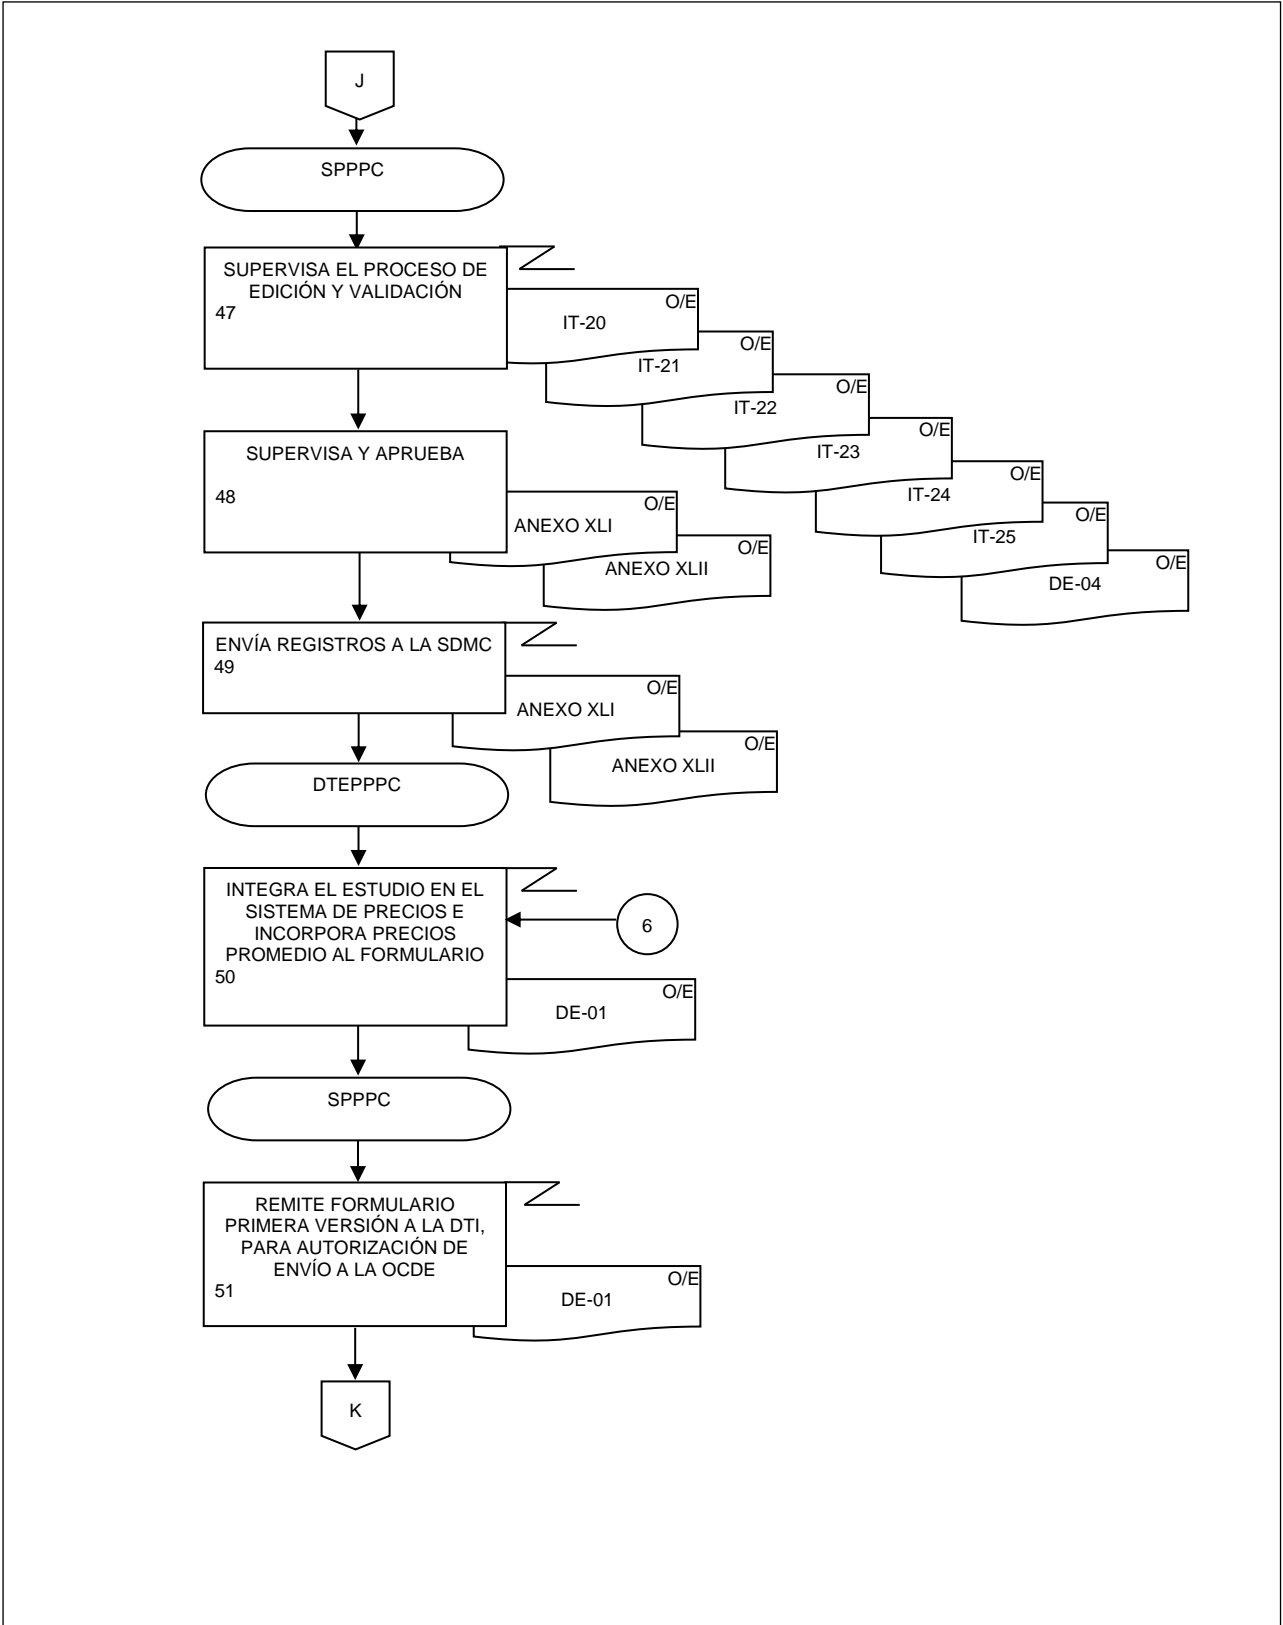 J
SPPPC
SUPERVISA EL PROCESO DE
EDICIÓN Y VALIDACIÓN
47
O/E
IT-20
O/E
IT-21
O/E
IT-22
O/E
IT-23
O/E
IT-24
O/E
IT-25
O/E
DE-04
SUPERVISA Y APRUEBA
48
O/E
ANEXO XLI
O/E
ANEXO XLII
ENVÍA REGISTROS A LA SDMC
49
O/E
ANEXO XLI
O/E
ANEXO XLII
DTEPPPC
INTEGRA EL ESTUDIO EN EL
SISTEMA DE PRECIOS E
INCORPORA PRECIOS
PROMEDIO AL FORMULARIO
50
6
O/E
DE-01
SPPPC
REMITE FORMULARIO
PRIMERA VERSIÓN A LA DTI,
PARA AUTORIZACIÓN DE
ENVÍO A LA OCDE
51
O/E
DE-01
K